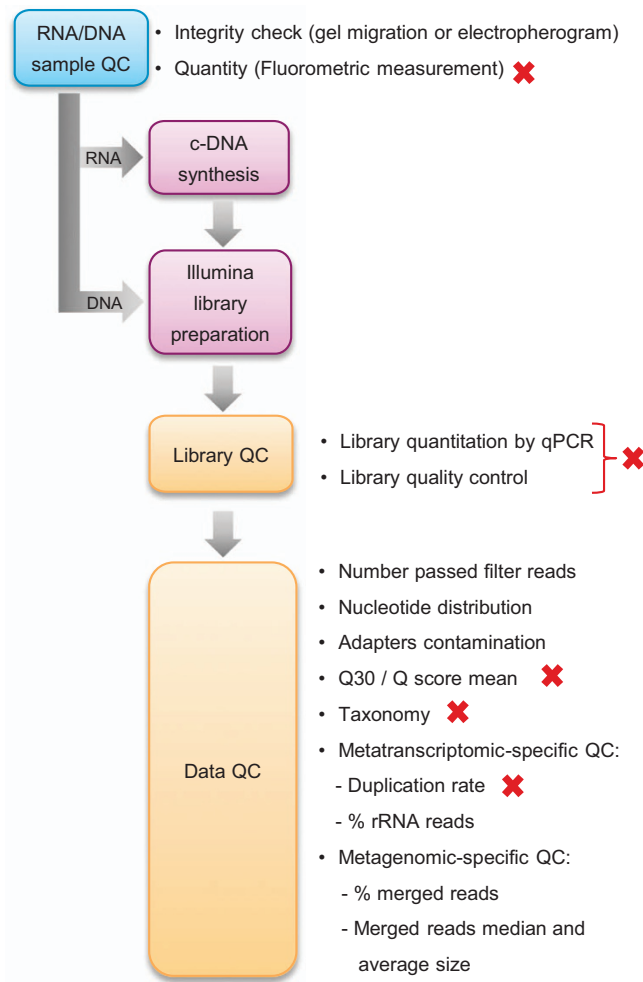 RNA/DNA
sample QC
• Integrity check (gel migration or electropherogram)
• Quantity (Fluorometric measurement)
RNA
c-DNA
synthesis
DNA
Illumina
library
preparation
Library QC
• Library quantitation by qPCR
• Library quality control
Data QC
• Number passed filter reads
• Nucleotide distribution
• Adapters contamination
• Q30 / Q score mean
• Taxonomy
• Metatranscriptomic-specific QC:
- Duplication rate
- % rRNA reads
• Metagenomic-specific QC:
- % merged reads
- Merged reads median and
average size